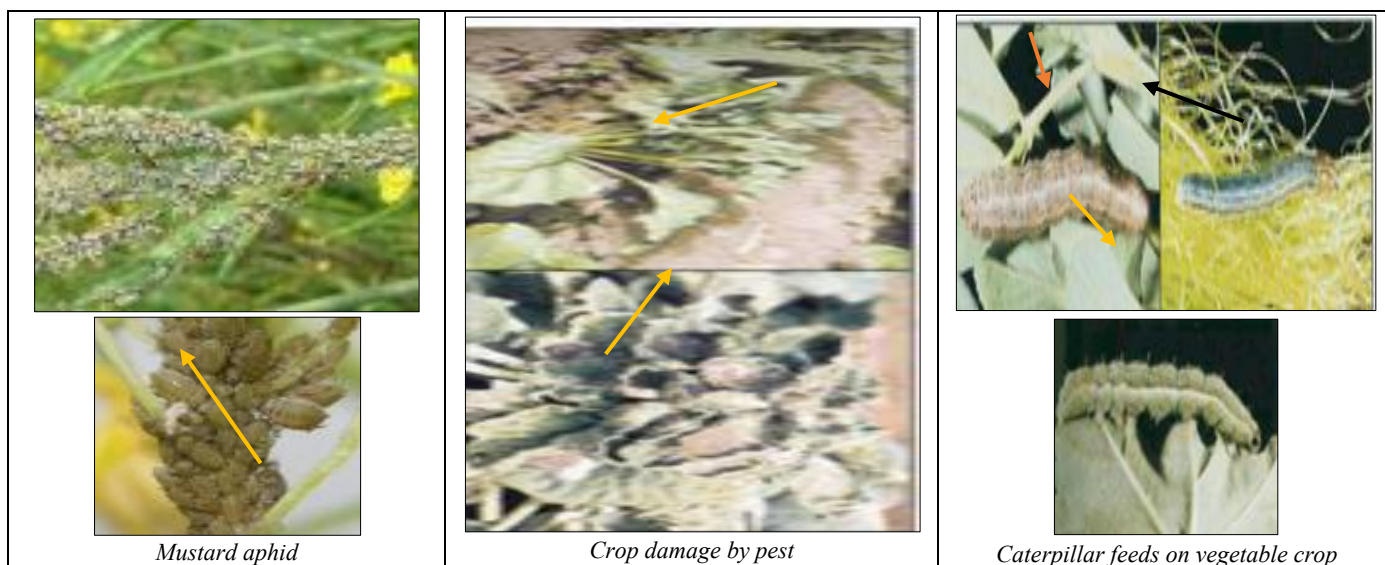 Mustard aphid
Crop damage by pest
Caterpillar feeds on vegetable crop